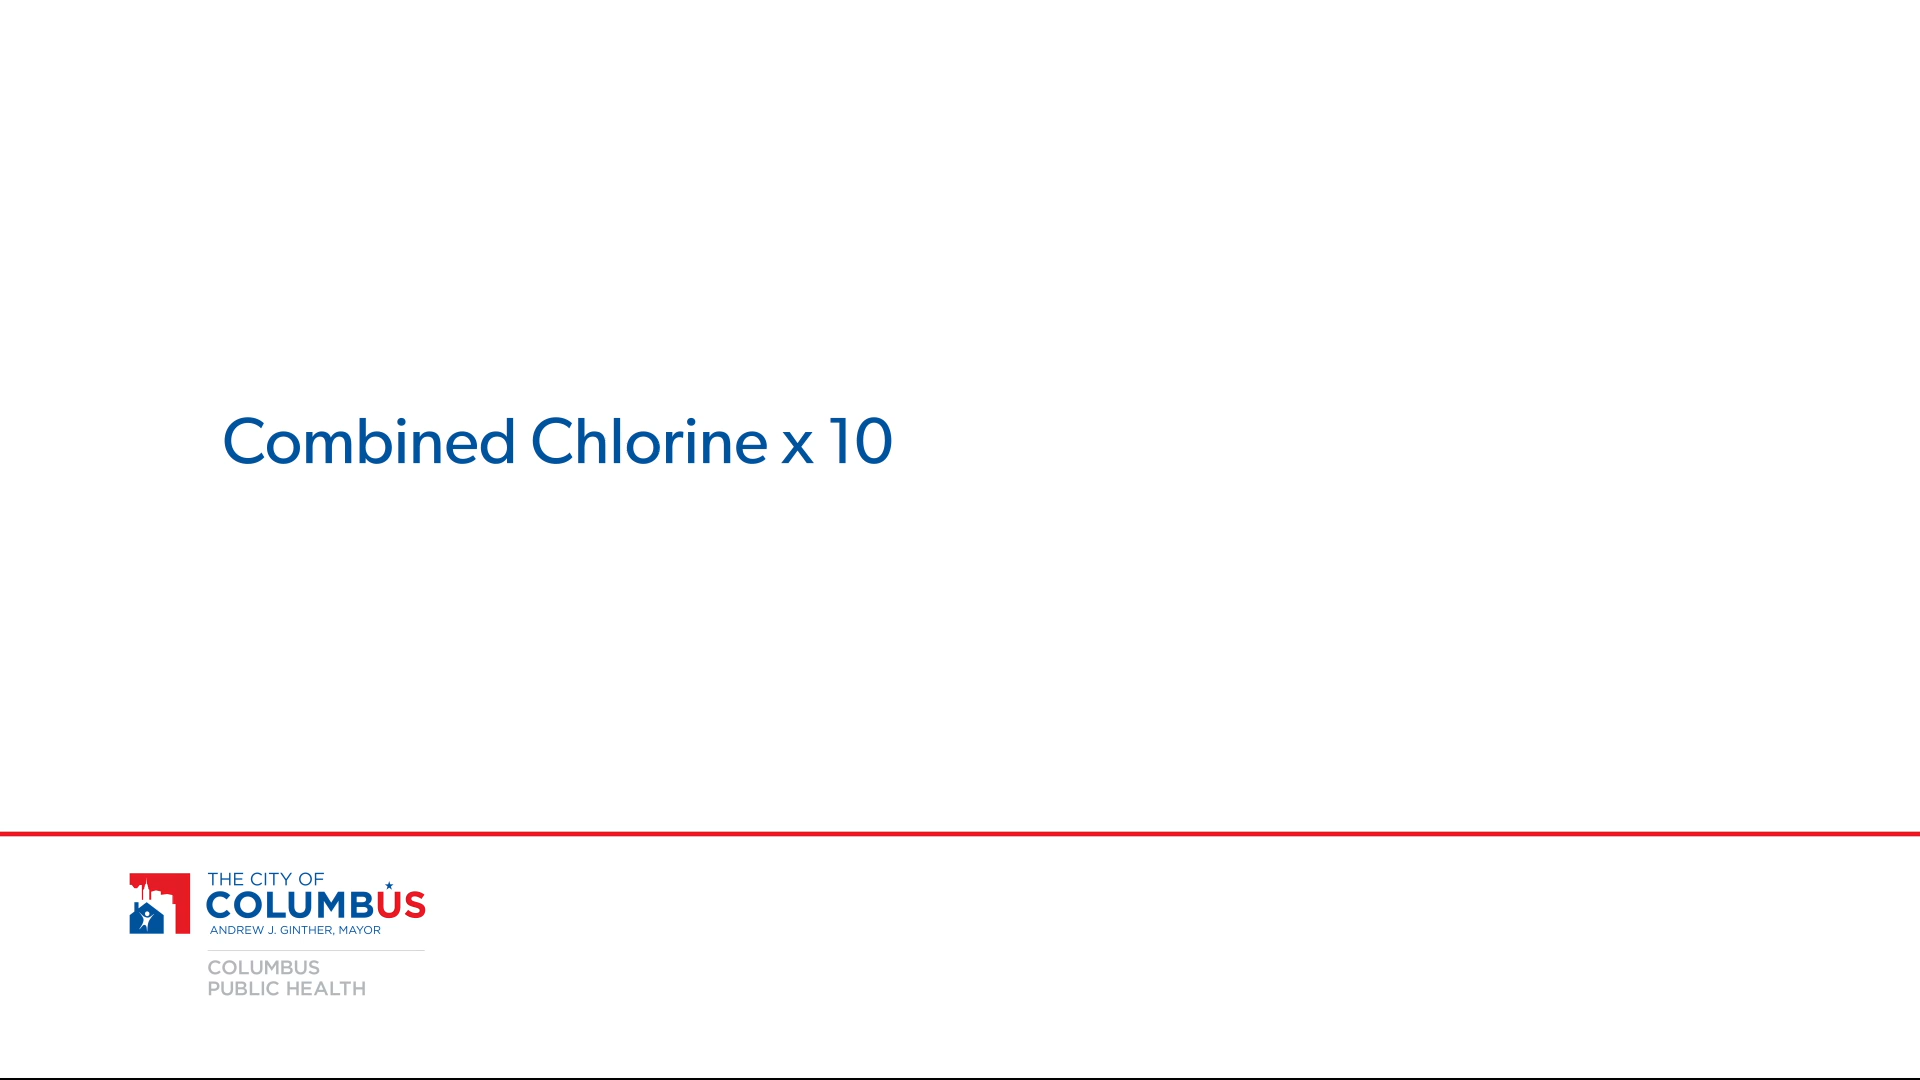 Combined Chlorine x 10
THE CITY OF
COLUMBUS
ANDREW J. GINTHER, MAYOR
COLUMBUS
PUBLIC HEALTH